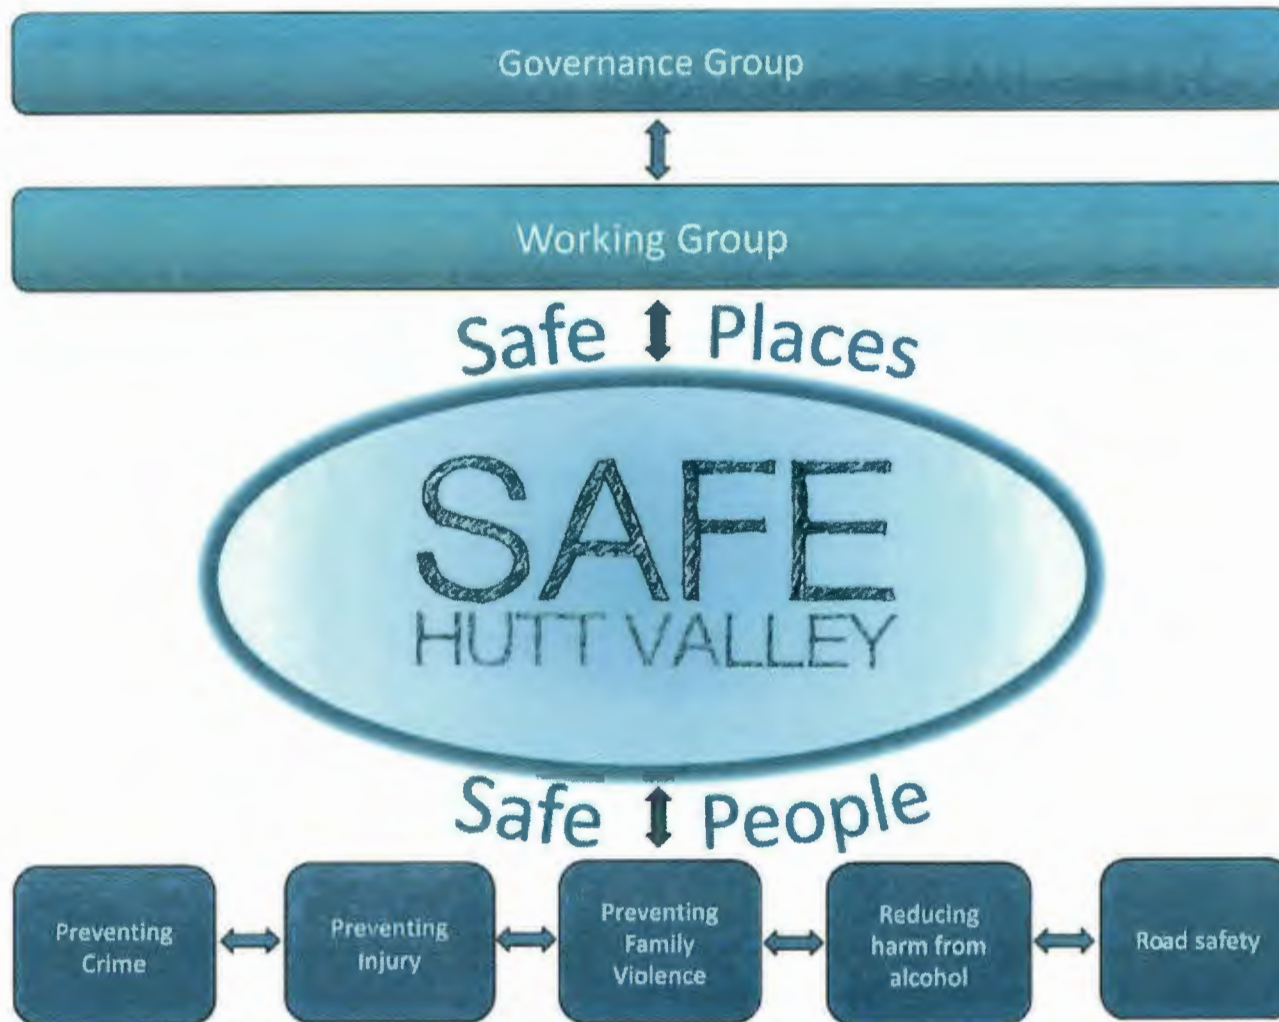 Governance Group
Working Group
Safe Places
SAFE
HUTT VALLEY
Safe People
Preventing
Crime
Preventing
Injury
Preventing
Family
Violence
Reducing
harm from
alcohol
Road safety